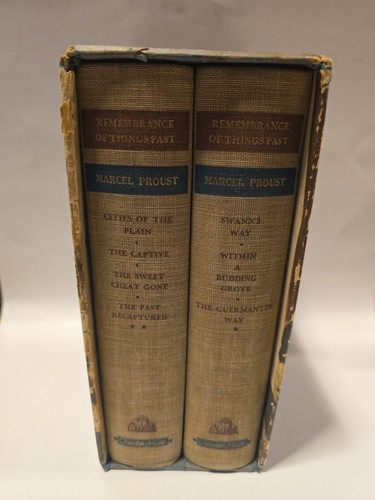 REMEMBRANCE
OF THINGS PAST
MARCEL PROUST
CITIES OF THE
PLAIN
THE CAPTIVE
THE SWEET
CHEAT GONE
THE PAST
RECAPTURED
**
REMEMBRANCE
OF THINGS PAST
MARCEL PROUST
SWANN'S
WAY
WITHIN
A
BUDDING
GROVE
THE GUERMANTES
WAY
*